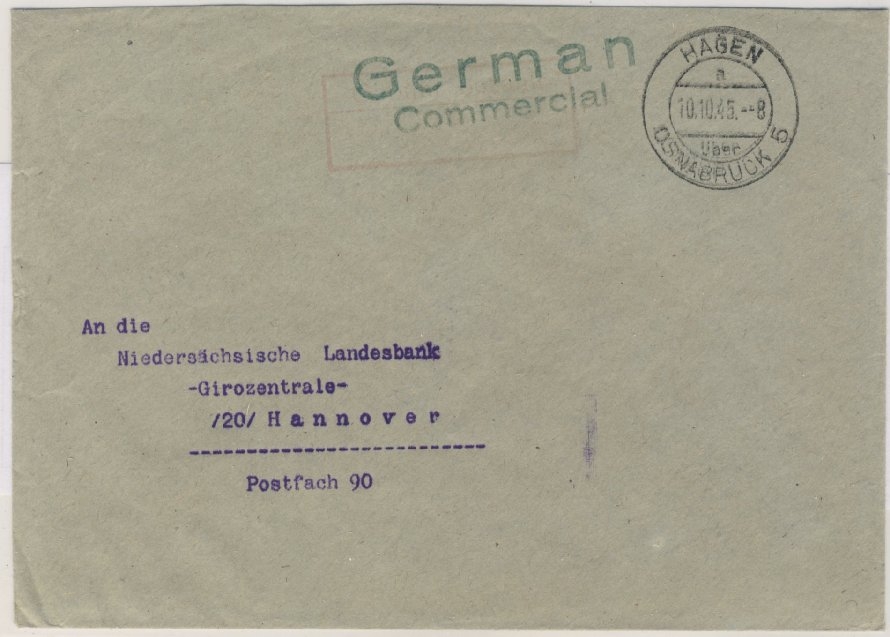 German
Commercial
HAGEN
a
10.10.45.--8
über
OSNABRÜCK 5
An die
Niedersächsische Landesbank
-Girozentrale-
/20/ Hannover
Postfach 90